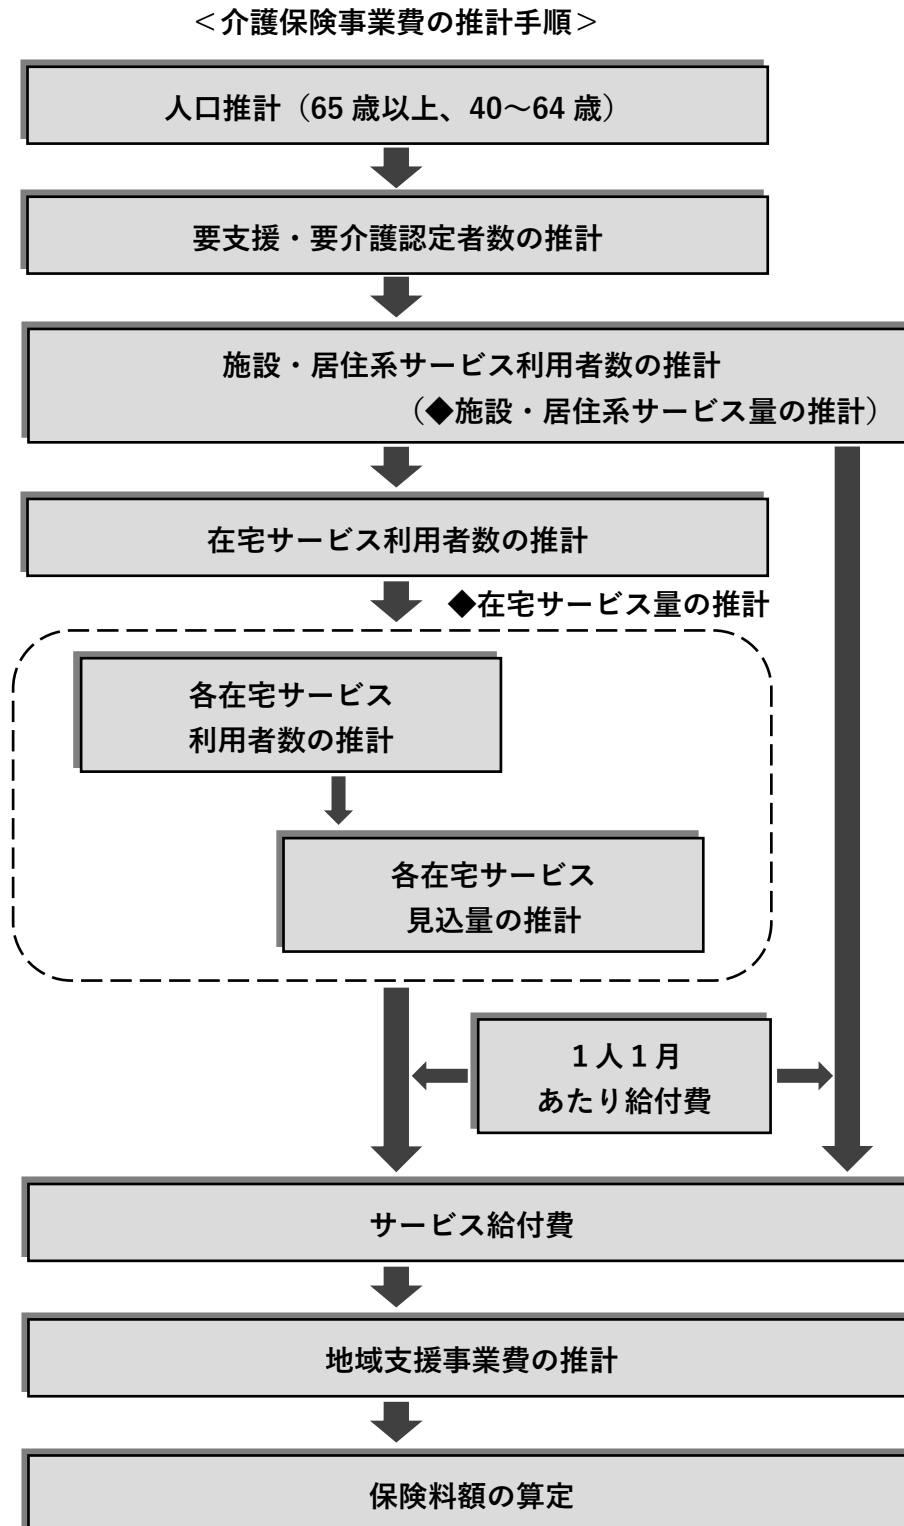 ＜介護保険事業費の推計手順＞
人口推計（65 歳以上、40～64 歳）
要支援・要介護認定者数の推計
施設・居住系サービス利用者数の推計
（◆施設・居住系サービス量の推計）
在宅サービス利用者数の推計
◆在宅サービス量の推計
各在宅サービス
利用者数の推計
各在宅サービス
見込量の推計
１人１月
あたり給付費
サービス給付費
地域支援事業費の推計
保険料額の算定